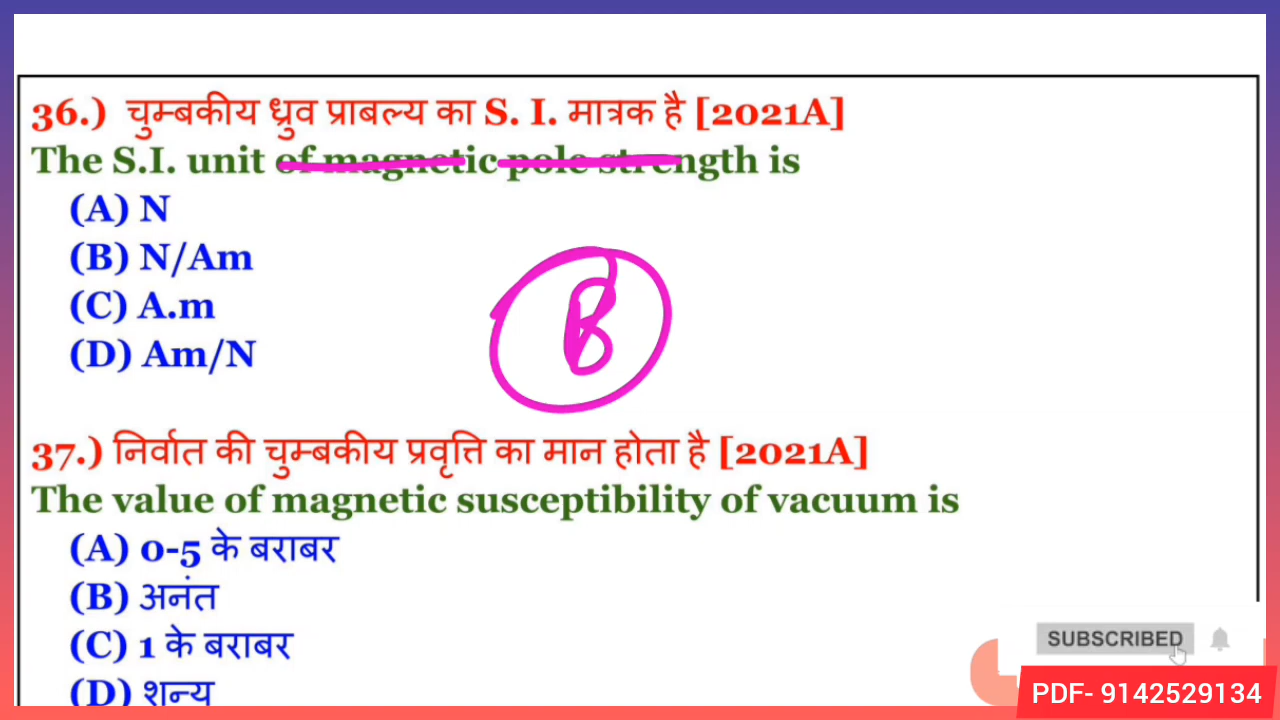 36.) चुम्बकीय ध्रुव प्राबल्य का S. I. मात्रक है [2021A]
The S.I. unit of magnetic pole strength is
(A) N
(B) N/Am
(C) A.m
(D) Am/N
B
37.) निर्वात की चुम्बकीय प्रवृत्ति का मान होता है [2021A]
The value of magnetic susceptibility of vacuum is
(A) 0-5 के बराबर
(B) अनंत
(C) 1 के बराबर
(D) शून्य
SUBSCRIBED
PDF- 9142529134